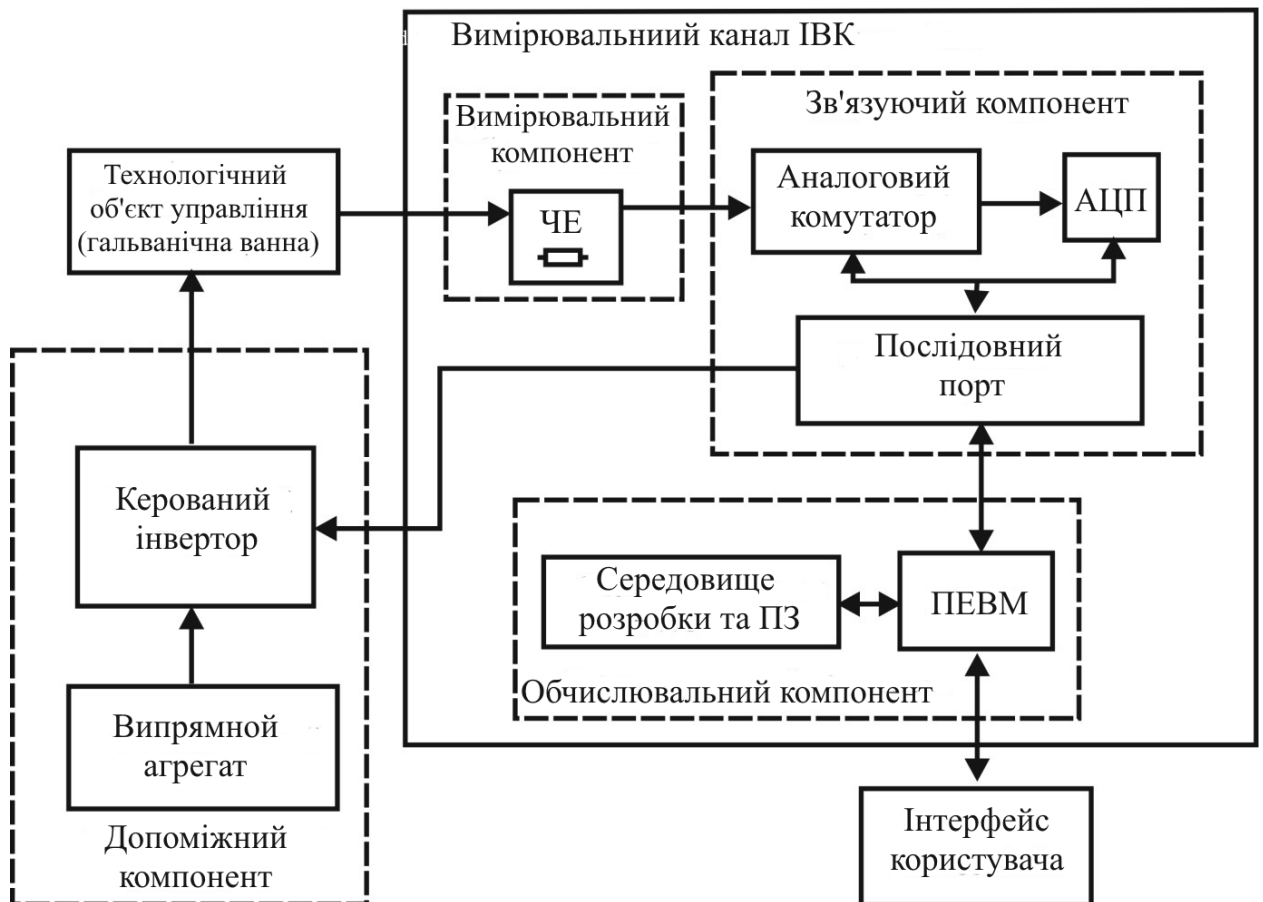 Вимірювальниий канал ІВК
Вимірювальний
компонент
ЧЕ
Зв'язуючий компонент
Аналоговий
комутатор
АЦП
Послідовний
порт
Технологічний
об'єкт управління
(гальванічна ванна)
Керований
інвертор
Випрямной
агрегат
Допоміжний
компонент
Середовище
розробки та ПЗ
ПЕВМ
Обчислювальний компонент
Інтерфейс
користувача